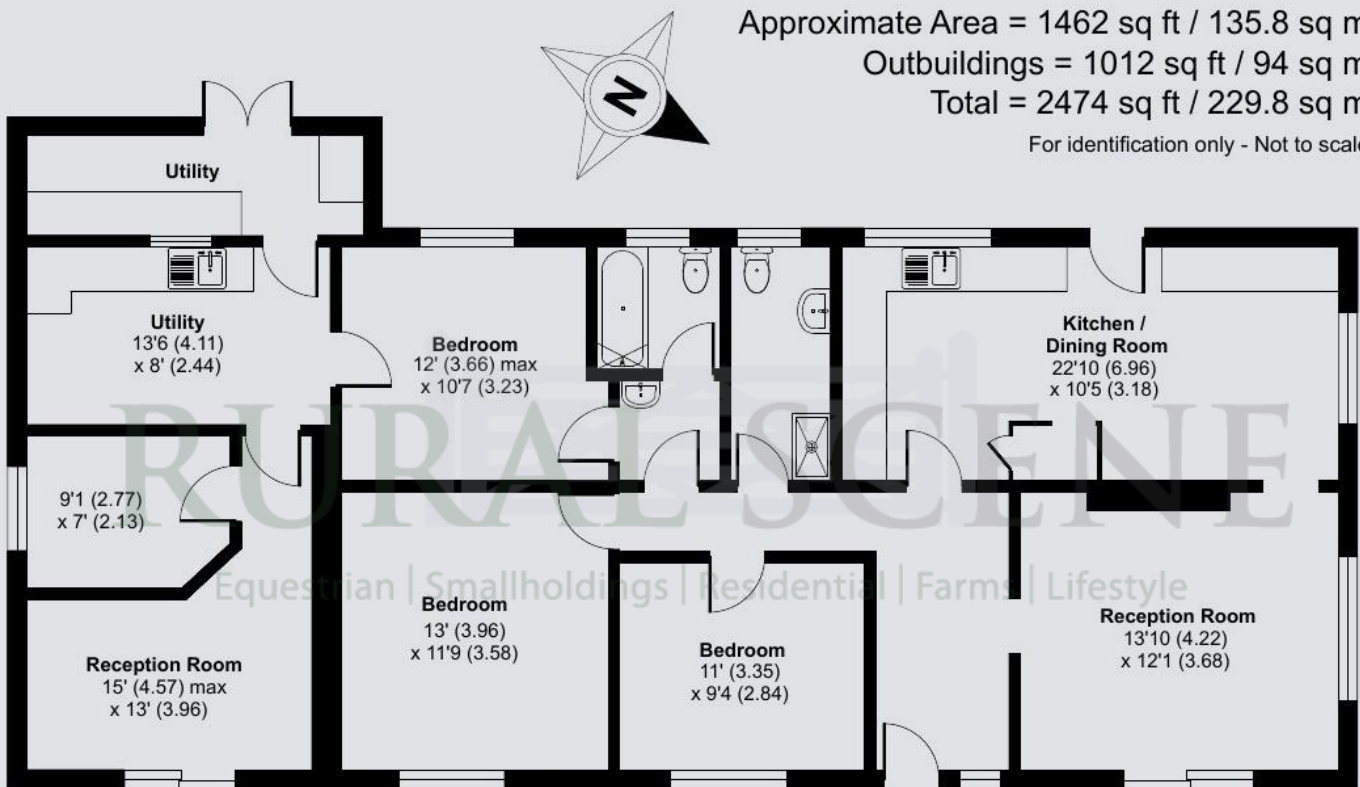 Approximate Area = 1462 sq ft / 135.8 sq m
Outbuildings = 1012 sq ft / 94 sq m
Total = 2474 sq ft / 229.8 sq m
For identification only - Not to scale
N
Utility
Utility
13'6 (4.11)
x 8' (2.44)
Bedroom
12' (3.66) max
x 10'7 (3.23)
Kitchen /
Dining Room
22'10 (6.96)
x 10'5 (3.18)
RURAL SCENE
Equestrian | Smallholdings | Residential | Farms | Lifestyle
9'1 (2.77)
x 7' (2.13)
Reception Room
15' (4.57) max
x 13' (3.96)
Bedroom
13' (3.96)
x 11'9 (3.58)
Bedroom
11' (3.35)
x 9'4 (2.84)
Reception Room
13'10 (4.22)
x 12'1 (3.68)